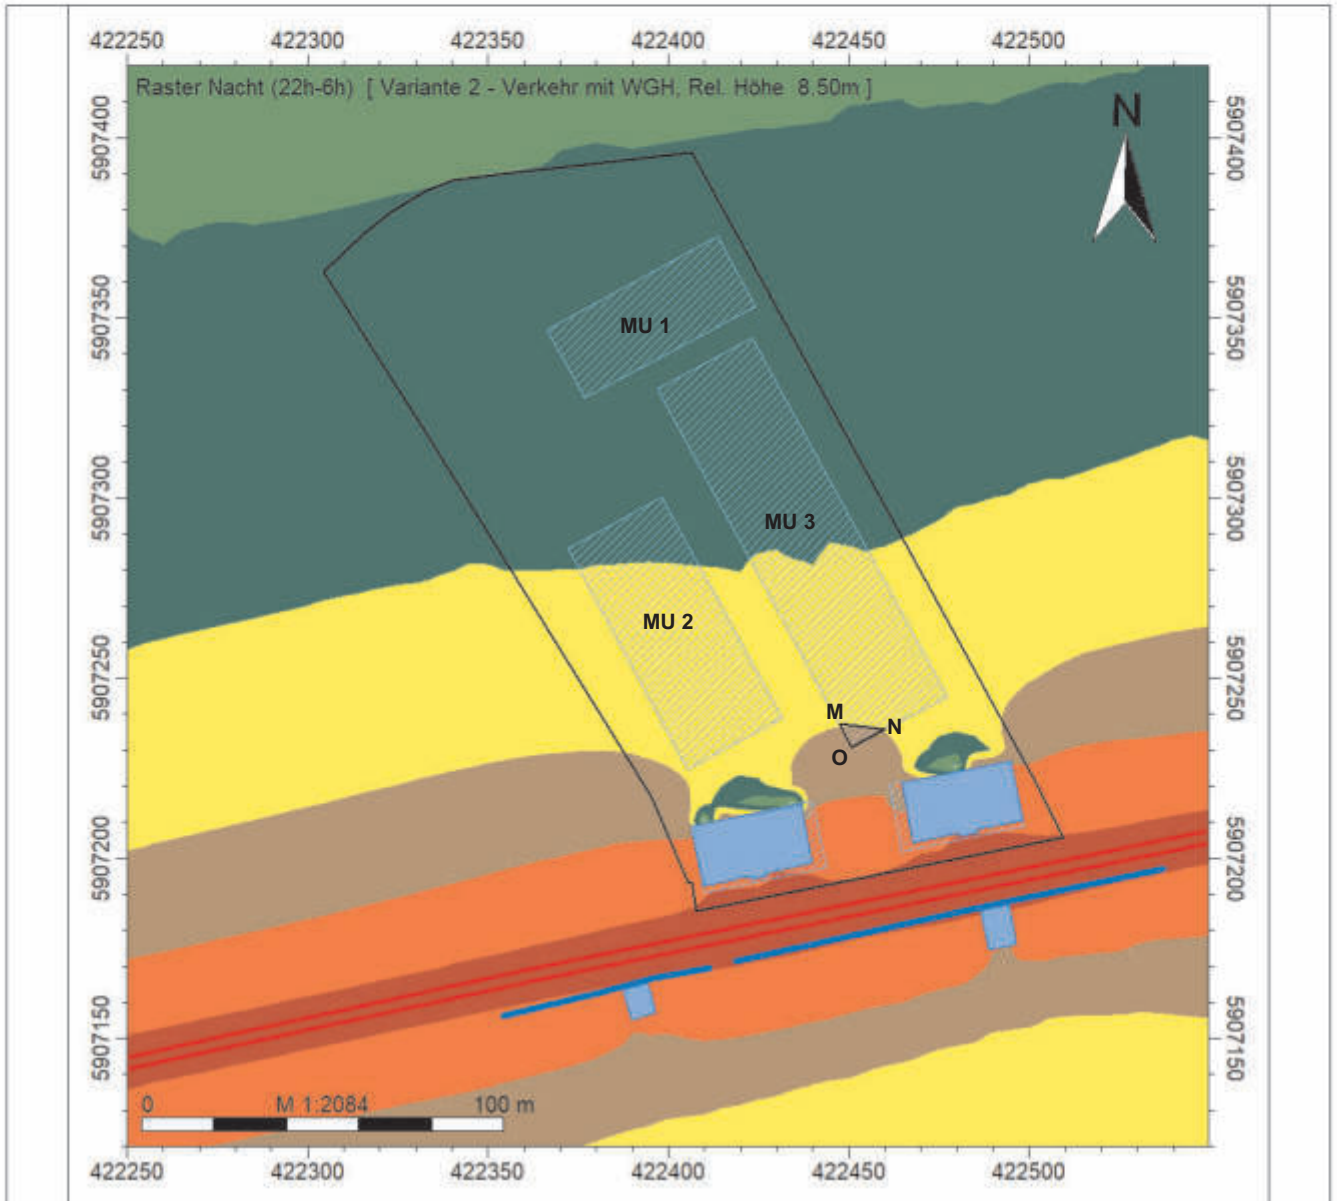 422250 422300 422350 422400 422450 422500
Raster Nacht (22h-6h) [ Variante 2 - Verkehr mit WGH, Rel. Höhe 8.50m ]
N
5907400 5907400
5907350 5907350
MU 1
5907300 5907300
MU 3
MU 2
5907250 5907250
M
N
O
5907200 5907200
5907150 5907150
0 M 1:2084 100 m
422250 422300 422350 422400 422450 422500